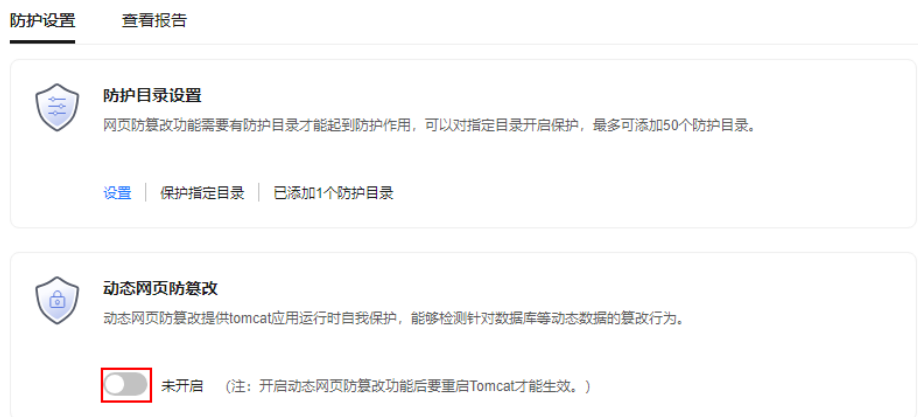 防护设置 查看报告
防护目录设置
网页防篡改功能需要有防护目录才能起到防护作用，可以对指定目录开启保护，最多可添加50个防护目录。
设置 保护指定目录 已添加1个防护目录
动态网页防篡改
动态网页防篡改提供tomcat应用运行时自我保护，能够检测针对数据库等动态数据的篡改行为。
未开启 （注：开启动态网页防篡改功能后要重启Tomcat才能生效。）